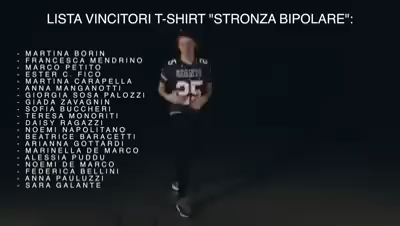 LISTA VINCITORI T-SHIRT "STRONZA BIPOLARE":
- MARTINA BORIN
- FRANCESCA MENDRINO
- MARCO PETITO
- ESTER C. FICO
- MARTINA CARAPELLA
- ANNA MANGANOTTI
- GIORGIA SOSA PALOZZI
- GIADA ZAVAGNIN
- SOFIA BUCCHERI
- TERESA MONORITI
- DAISY RAGAZZI
- NOEMI NAPOLITANO
- BEATRICE BARACETTI
- ARIANNA GOTTARDI
- MARINELLA DE MARCO
- ALESSIA PUDDU
- NOEMI DE MARCO
- FEDERICA BELLINI
- ANNA PAULUZZI
- SARA GALANTE
25